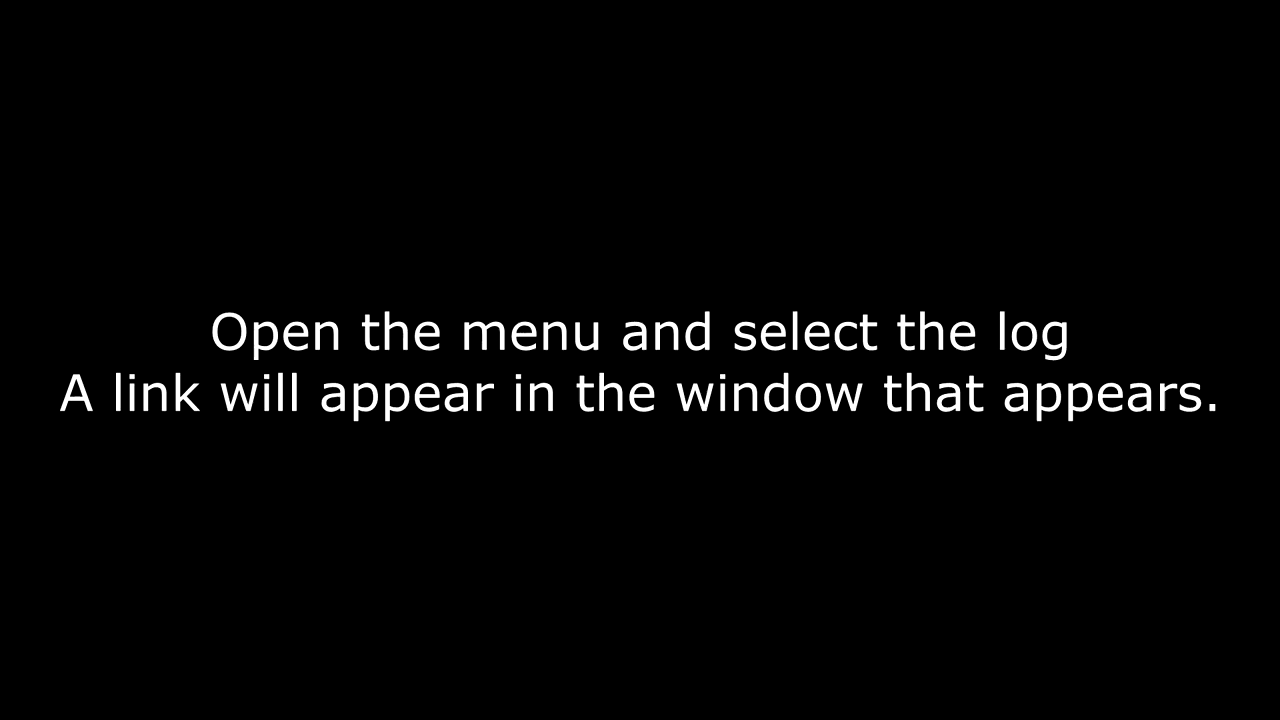 Open the menu and select the log
A link will appear in the window that appears.